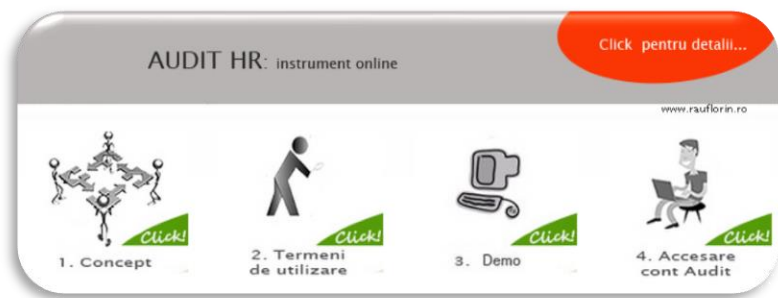 AUDIT HR: instrument online
Click pentru detalii...
www.rauflorin.ro
Click!
1. Concept
Click!
2. Termeni
de utilizare
Click!
3. Demo
Click!
4. Accesare
cont Audit